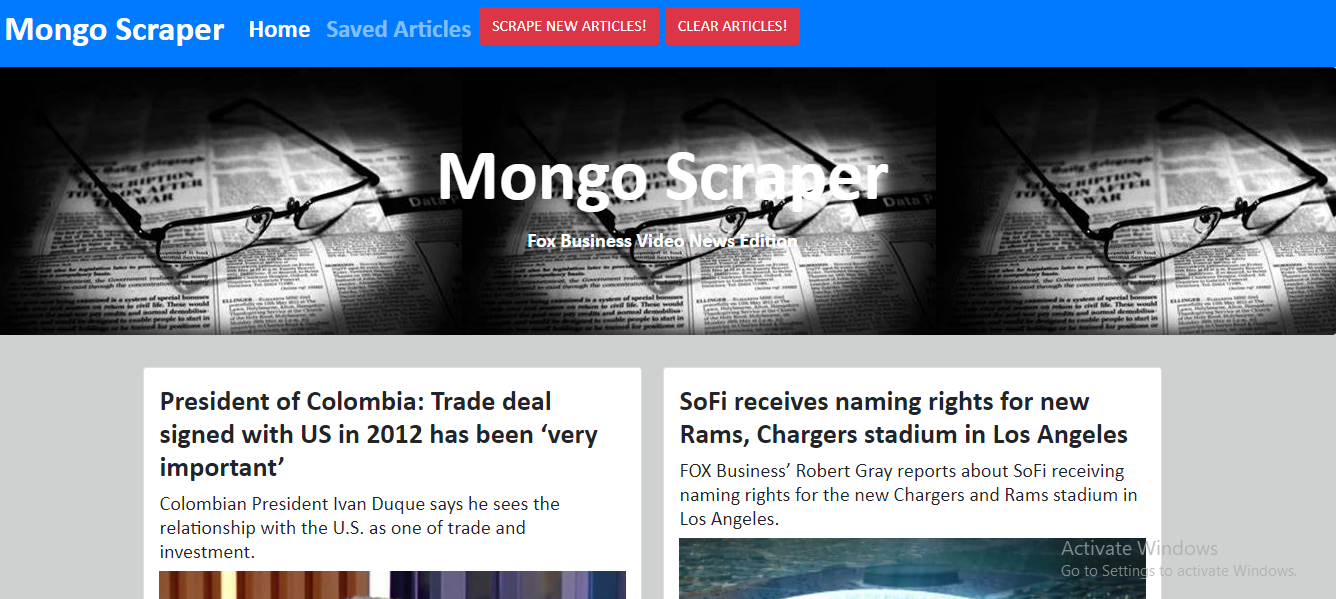 Mongo Scraper Home Saved Articles SCRAPE NEW ARTICLES! CLEAR ARTICLES!
Mongo Scraper
Fox Business Video News Edition
President of Colombia: Trade deal
signed with US in 2012 has been ‘very
important’
Colombian President Ivan Duque says he sees the
relationship with the U.S. as one of trade and
investment.
SoFi receives naming rights for new
Rams, Chargers stadium in Los Angeles
FOX Business’ Robert Gray reports about SoFi receiving
naming rights for the new Chargers and Rams stadium in
Los Angeles.
Activate Windows
Go to Settings to activate Windows.